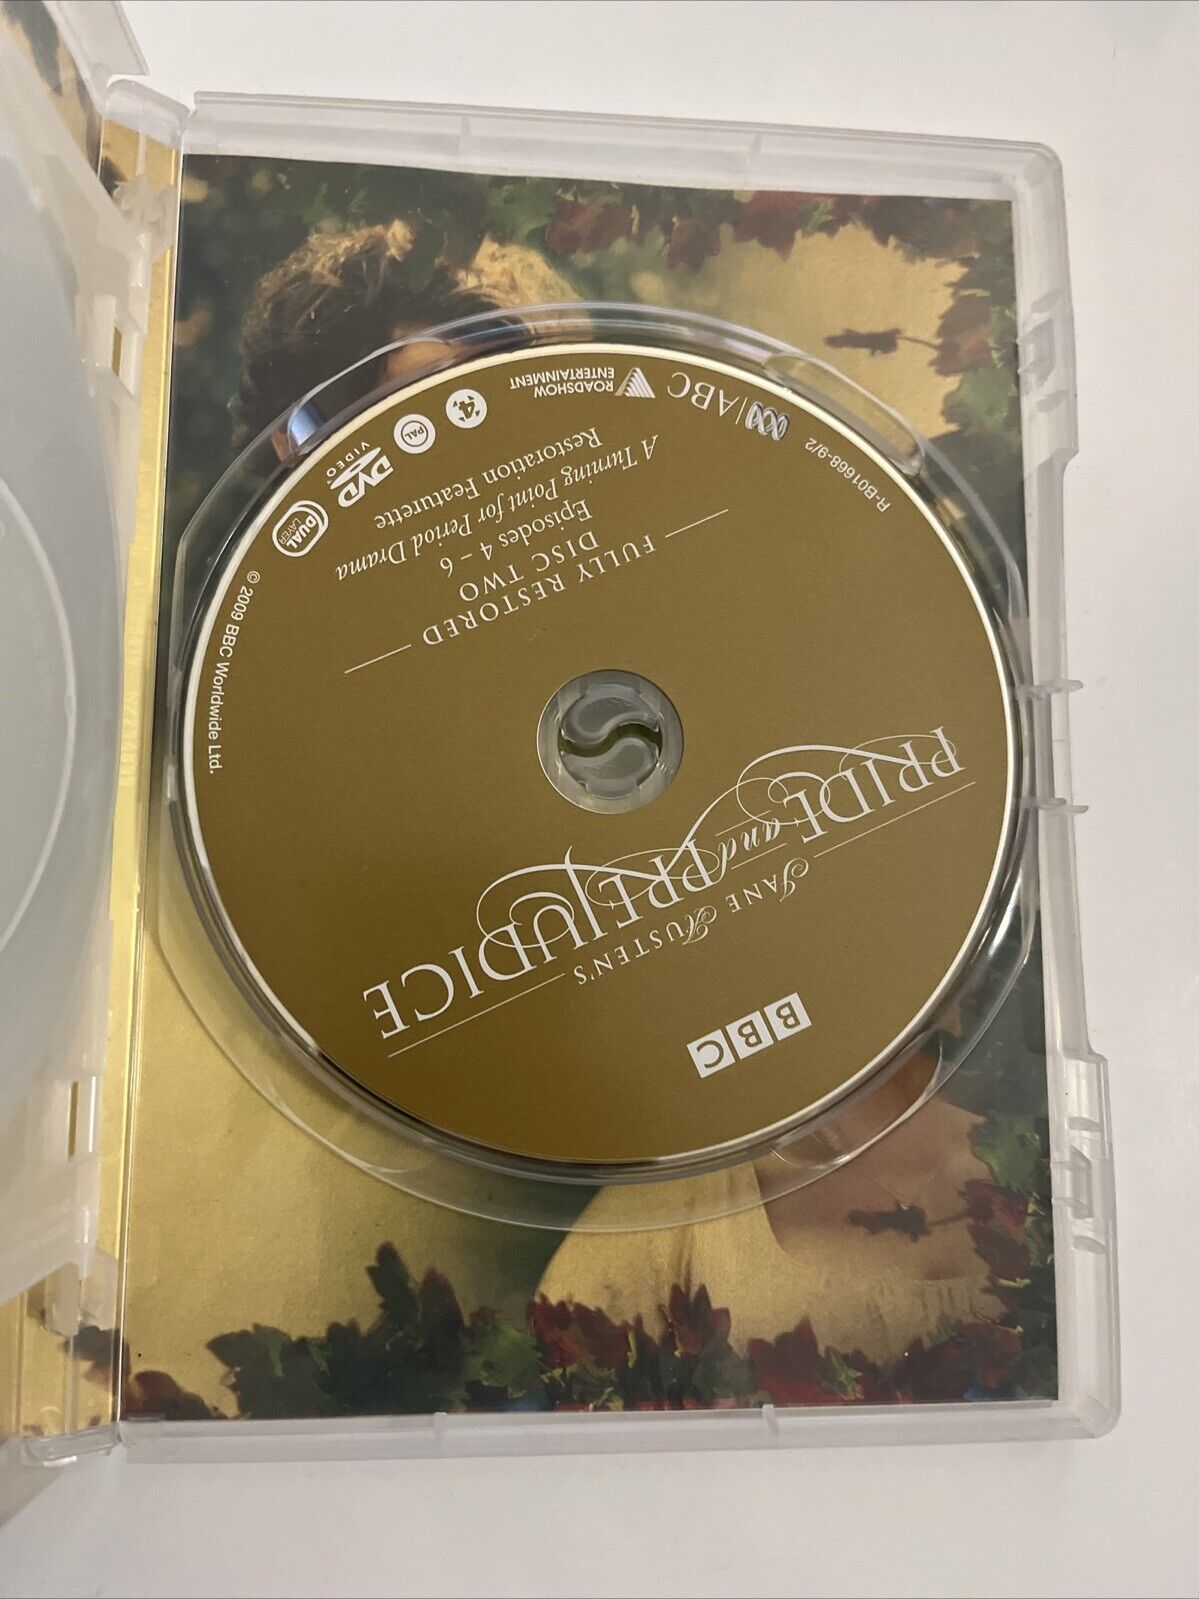 BBC
JANE AUSTEN'S
PRIDE
and PREJUDICE
FULLY RESTORED
DISC TWO
Episodes 4 – 6
A Turning Point for Period Drama
Restoration Featurette
DUAL
LAYER
DVD
VIDEO
PAL
4
ROADSHOW
ENTERTAINMENT
ABC
R-B01668-9/2
© 2009 BBC Worldwide Ltd.